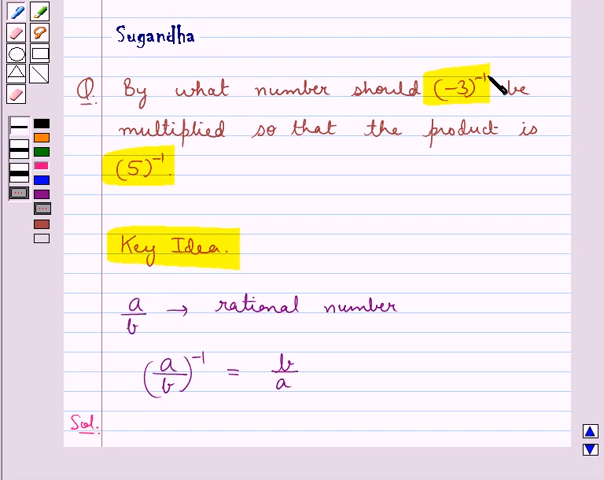 Sugandha
Q. By what number should (-3)⁻¹ be
multiplied so that the product is
(5)⁻¹.
Key Idea.
a/b → rational number
(a/b)⁻¹ = b/a
Sol.